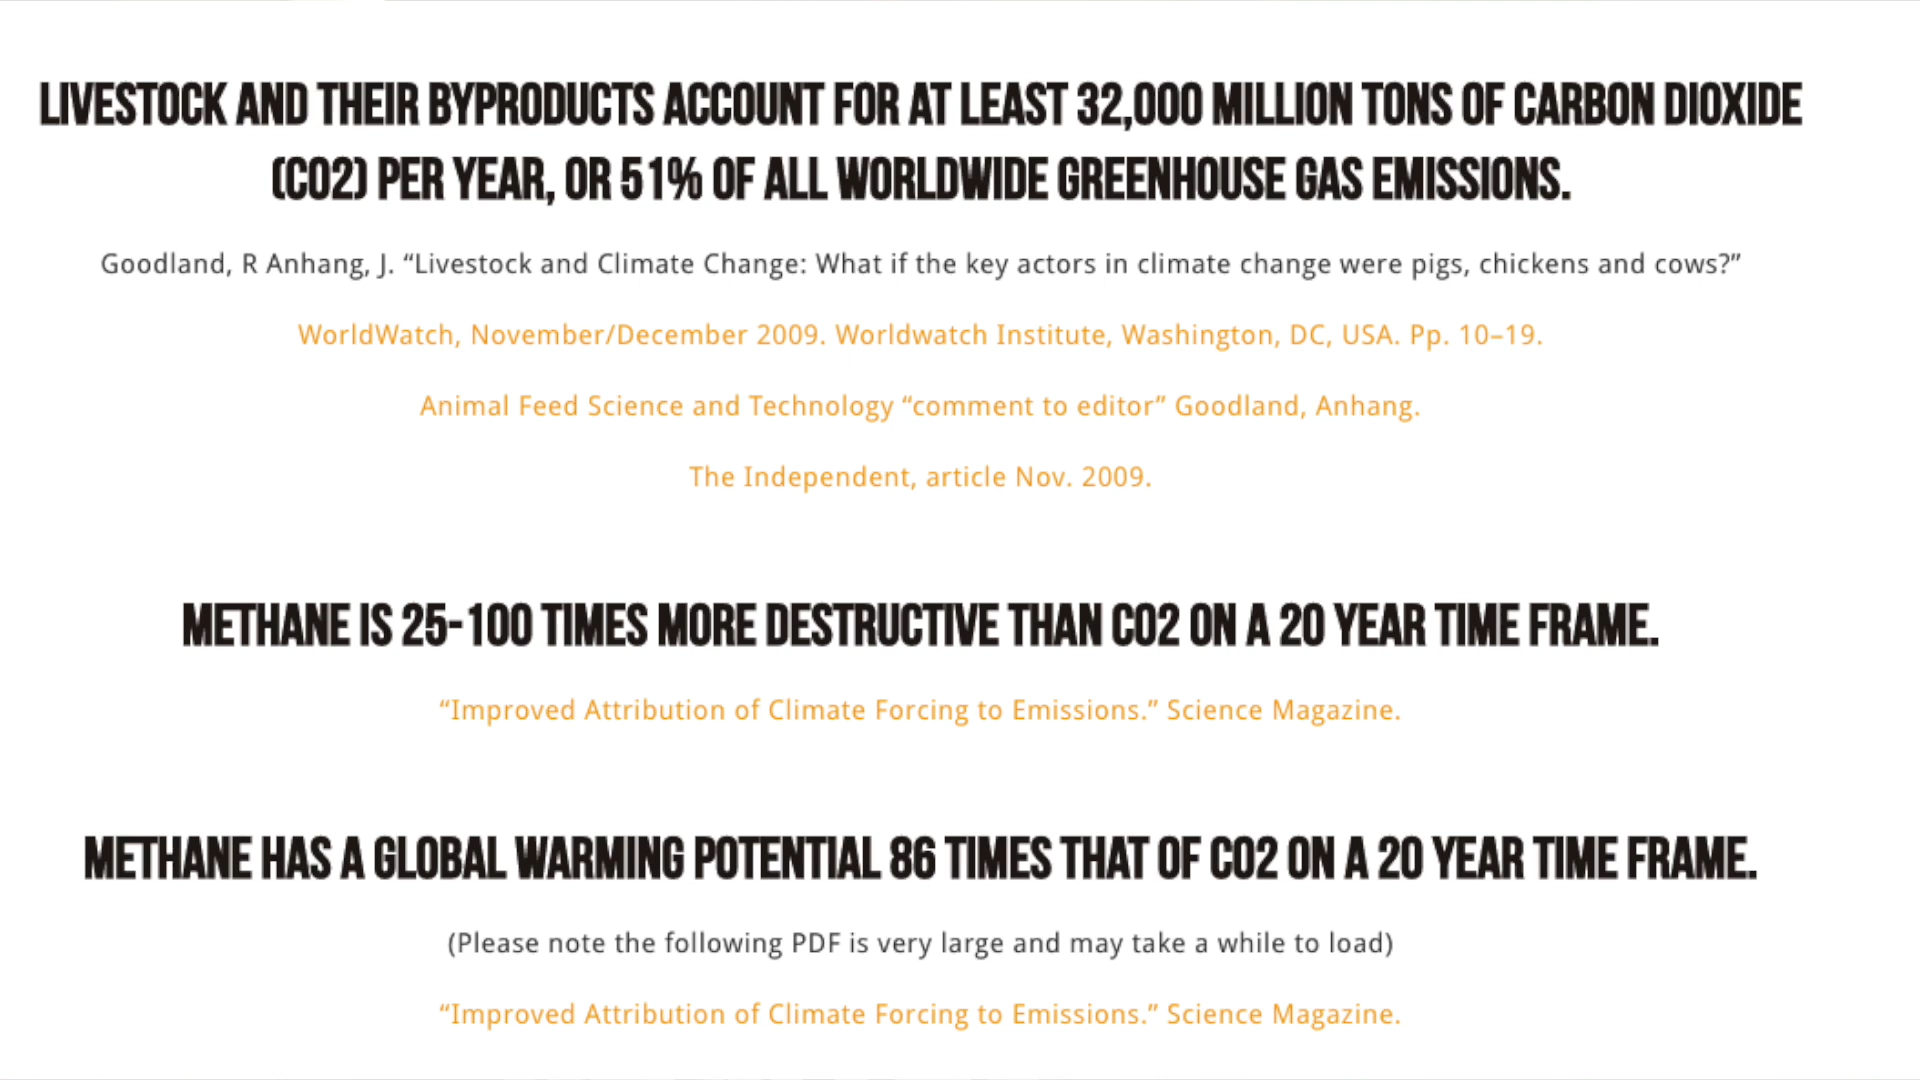 LIVESTOCK AND THEIR BYPRODUCTS ACCOUNT FOR AT LEAST 32,000 MILLION TONS OF CARBON DIOXIDE
(CO2) PER YEAR, OR 51% OF ALL WORLDWIDE GREENHOUSE GAS EMISSIONS.
Goodland, R Anhang, J. “Livestock and Climate Change: What if the key actors in climate change were pigs, chickens and cows?”
WorldWatch, November/December 2009. Worldwatch Institute, Washington, DC, USA. Pp. 10–19.
Animal Feed Science and Technology “comment to editor” Goodland, Anhang.
The Independent, article Nov. 2009.
METHANE IS 25-100 TIMES MORE DESTRUCTIVE THAN CO2 ON A 20 YEAR TIME FRAME.
“Improved Attribution of Climate Forcing to Emissions.” Science Magazine.
METHANE HAS A GLOBAL WARMING POTENTIAL 86 TIMES THAT OF CO2 ON A 20 YEAR TIME FRAME.
(Please note the following PDF is very large and may take a while to load)
“Improved Attribution of Climate Forcing to Emissions.” Science Magazine.